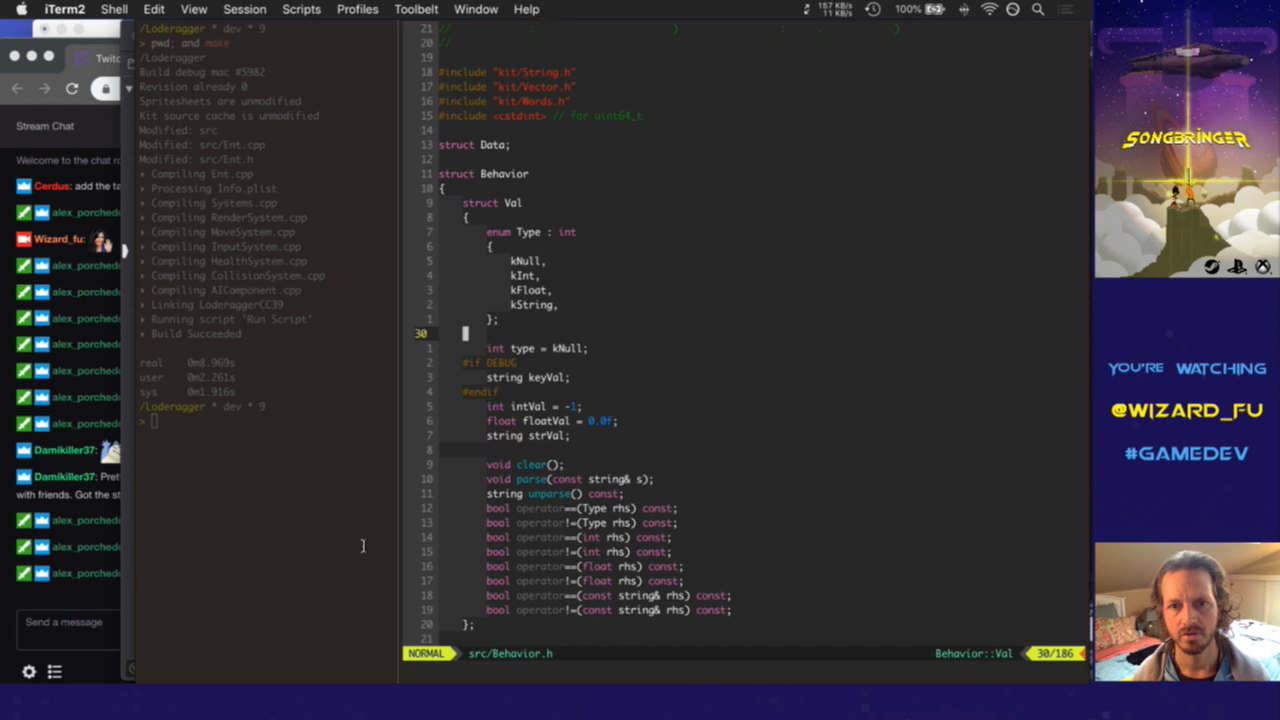 iTerm2 Shell Edit View Session Scripts Profiles Toolbelt Window Help
157 KB/s
11 KB/s
100%
Stream Chat
Cerdus: add the ta
alex_porched
Wizard_fu:
alex_porched
alex_porched
alex_porched
alex_porched
alex_porched
alex_porched
alex_porched
Damikiller37:
Damikiller37: Pret
with friends. Got the st
alex_porched
alex_porched
alex_porched
Send a message
/Loderagger * dev * 9
> pwd; and make
/Loderagger
Build debug mac #5982
Revision already 0
Spritesheets are unmodified
Kit source cache is unmodified
Modified: src
Modified: src/Ent.cpp
Modified: src/Ent.h
Compiling Ent.cpp
Processing Info.plist
Compiling Systems.cpp
Compiling RenderSystem.cpp
Compiling MoveSystem.cpp
Compiling InputSystem.cpp
Compiling HealthSystem.cpp
Compiling CollisionSystem.cpp
Compiling AIComponent.cpp
Linking LoderaggerCC39
Running script 'Run Script'
Build Succeeded
real 0m8.969s
user 0m2.261s
sys 0m1.916s
/Loderagger * dev * 9
>
21 //
20 //
19
18 #include "kit/String.h"
17 #include "kit/Vector.h"
16 #include "kit/Words.h"
15 #include <cstdint> // for uint64_t
14
13 struct Data;
12
11 struct Behavior
10 {
9 struct Val
8 {
7 enum Type : int
6 {
5 kNull,
4 kInt,
3 kFloat,
2 kString,
1 };
30
1 int type = kNull;
2 #if DEBUG
3 string keyVal;
4 #endif
5 int intVal = -1;
6 float floatVal = 0.0f;
7 string strVal;
8
9 void clear();
10 void parse(const string& s);
11 string unparse() const;
12 bool operator==(Type rhs) const;
13 bool operator!=(Type rhs) const;
14 bool operator==(int rhs) const;
15 bool operator!=(int rhs) const;
16 bool operator==(float rhs) const;
17 bool operator!=(float rhs) const;
18 bool operator==(const string& rhs) const;
19 bool operator!=(const string& rhs) const;
20 };
21
NORMAL src/Behavior.h Behavior::Val 30/186
SONGBRINGER
YOU'RE WATCHING
@WIZARD_FU
#GAMEDEV